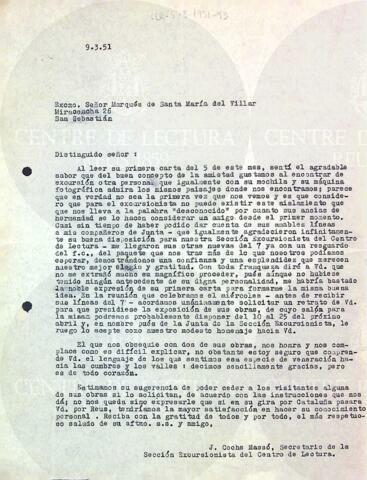 9.3.51
Excmo. Señor Marqués de Santa María del Villar
Miraconcha 26
San Sebastián
Distinguido señor :
Al leer su primera carta del 5 de este mes, sentí el agradable
sabor que del buen concepto de la amistad gustamos al encontrar de
excursión otra persona que igualmente con su mochila y su máquina
fotográfica admira los mismos paisajes donde nos encontramos; parece
que en verdad no sea la primera vez que nos vemos y es que conside-
ro que para el excursionista no puede existir este aislamiento que
que nos lleva a la palabra "desconocido" por cuanto sus ansias de
hermandad se lo hacen considerar un amigo desde el primer momento.
Casi sin tiempo de haber podido dar cuenta de sus amables líneas
a mis compañeros de Junta - que igualmente agradecieron infinitamen-
te su buena disposición para nuestra Sección Excursionista del Centro
de Lectura - me llegaron sus otras nuevas del 7 ya con un resguardo
del f.c., del paquete que nos trae más de lo que nosotros podíamos
esperar, demostrándonos una confianza y una esplendidez que merecen
nuestro mejor elogio y gratitud. Con toda franqueza diré a Vd. que
no me extrañó mucho su magnífico proceder, pués aunque no hubiese
tenido ningún antecedente de su digna personalidad, me habría bastado
la noble expresión de su primera carta para formarme la misma idea.
En la reunión que celebramos el miércoles - antes de recibir
sus líneas del 7 - acordamos unánimamente solicitar un retrato de Vd.
para que presidiese la exposición de sus obras, de cuyo salón para
la misma podremos probablemente disponer del 10 al 25 del próximo
abril y, en nombre pués de la Junta de la Sección Excursionista, le
ruego lo acepte como nuestro modesto homenaje hacia Vd.
El que nos obsequie con dos de sus obras, nos honra y nos com-
place como es difícil explicar, no obstante estoy seguro que compren-
de Vd. el lenguaje de los que sentimos esa especie de veneración ha-
cia las cumbres y los valles : decimos sencillamente gracias, pero
es de todo corazón.
Estimamos su sugerencia de poder ceder a los visitantes alguna
de sus obras si lo solicitan, de acuerdo con las instrucciones que nos
dá; no nos queda sino expresarle que si en su gira por Cataluña pasara
Vd. por Reus, tendríamos la mayor satisfacción en hacer su conocimiento
personal . Reciba con la gratitud de todos y por todo, el más respetuo-
so saludo de su aftmo. s.s. y amigo,
J. Cochs Massó, Secretario de la
Sección Excursionista del Centro de Lectura.
CENTRE DE LECTURA
CENTRE DE LECTURA